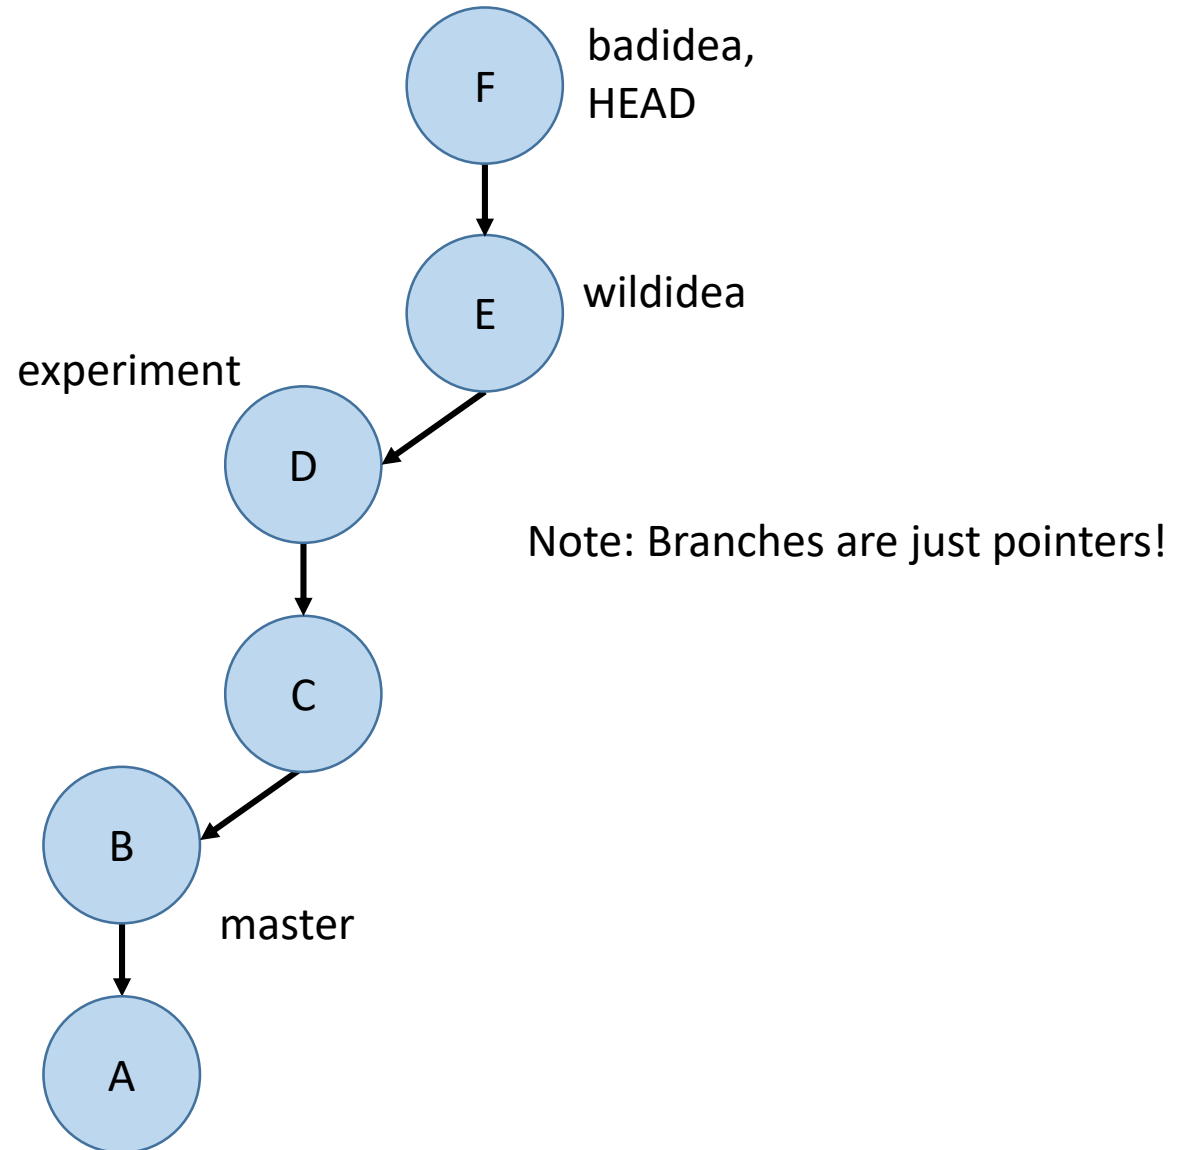 F
badidea,
HEAD
E
wildidea
experiment
D
Note: Branches are just pointers!
C
B
master
A